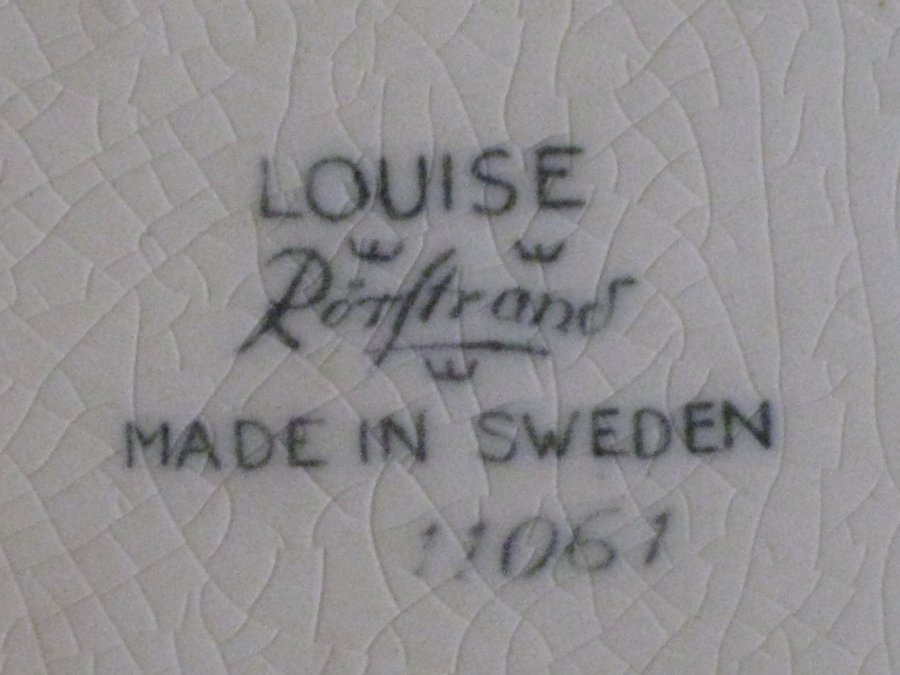 LOUISE
Rörstrand
MADE IN SWEDEN
11061